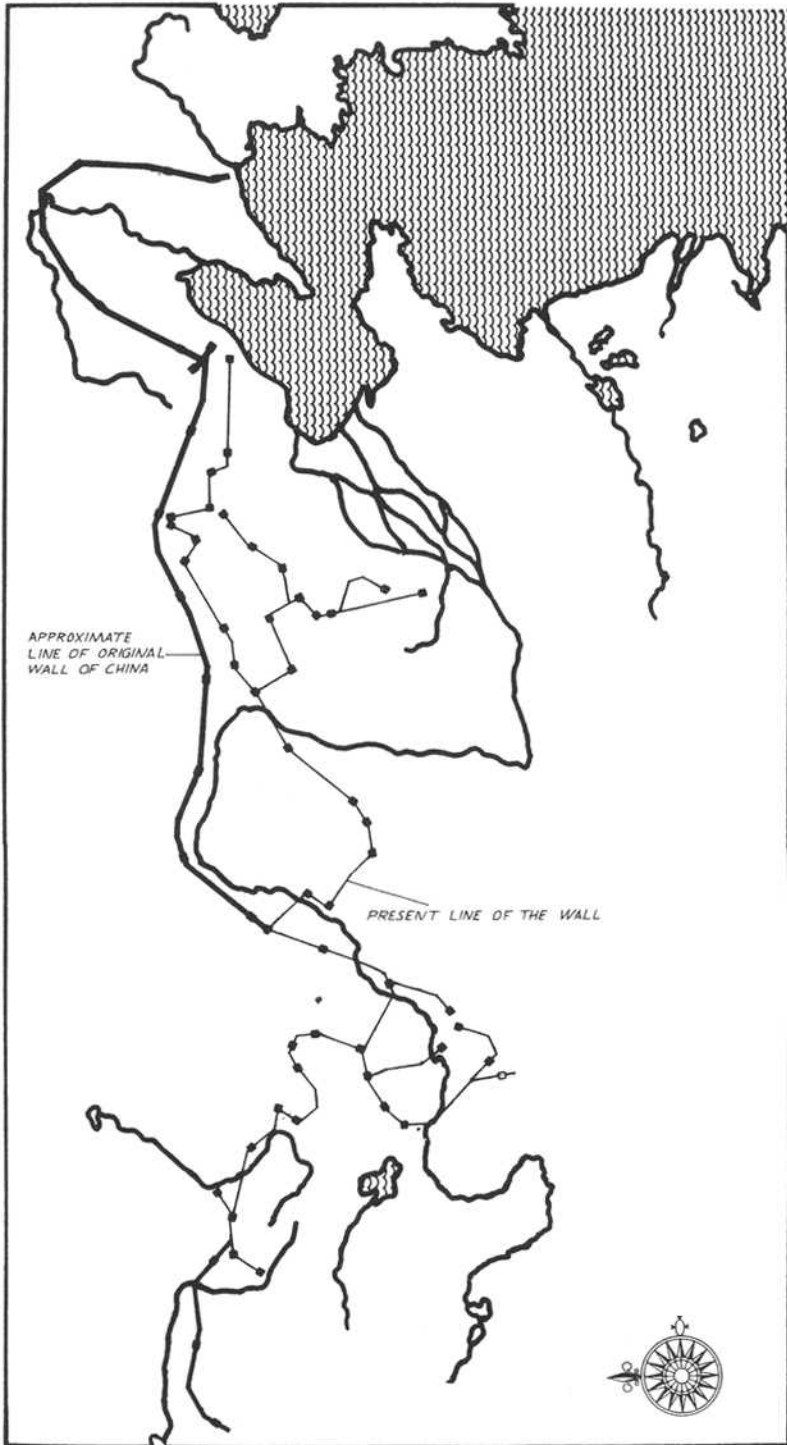 APPROXIMATE
LINE OF ORIGINAL
WALL OF CHINA
PRESENT LINE OF THE WALL